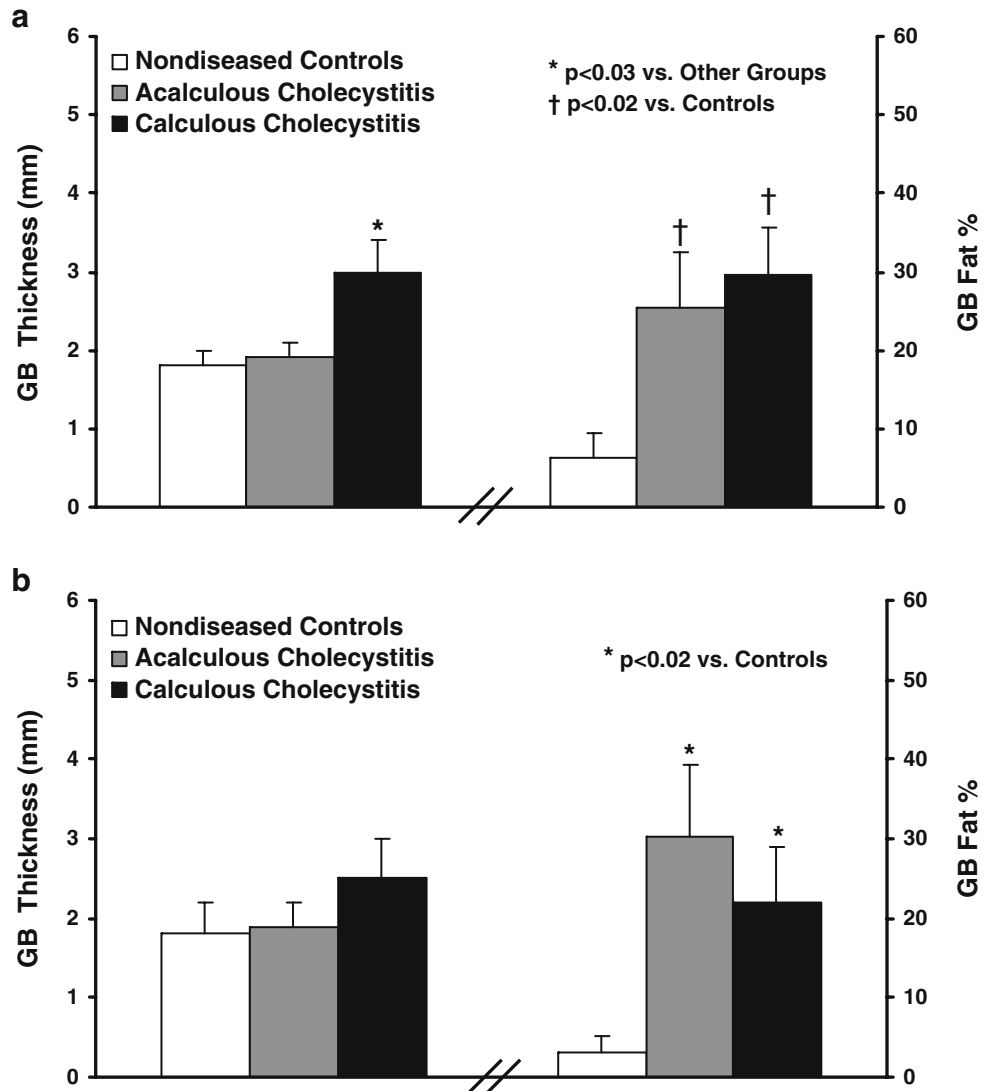 a
6
5
4
3
2
1
0
GB Thickness (mm)
Nondiseased Controls
Acalculous Cholecystitis
Calculous Cholecystitis
* p<0.03 vs. Other Groups
† p<0.02 vs. Controls
*
†
†
60
50
40
30
20
10
0
GB Fat %
b
6
5
4
3
2
1
0
GB Thickness (mm)
Nondiseased Controls
Acalculous Cholecystitis
Calculous Cholecystitis
* p<0.02 vs. Controls
*
*
60
50
40
30
20
10
0
GB Fat %